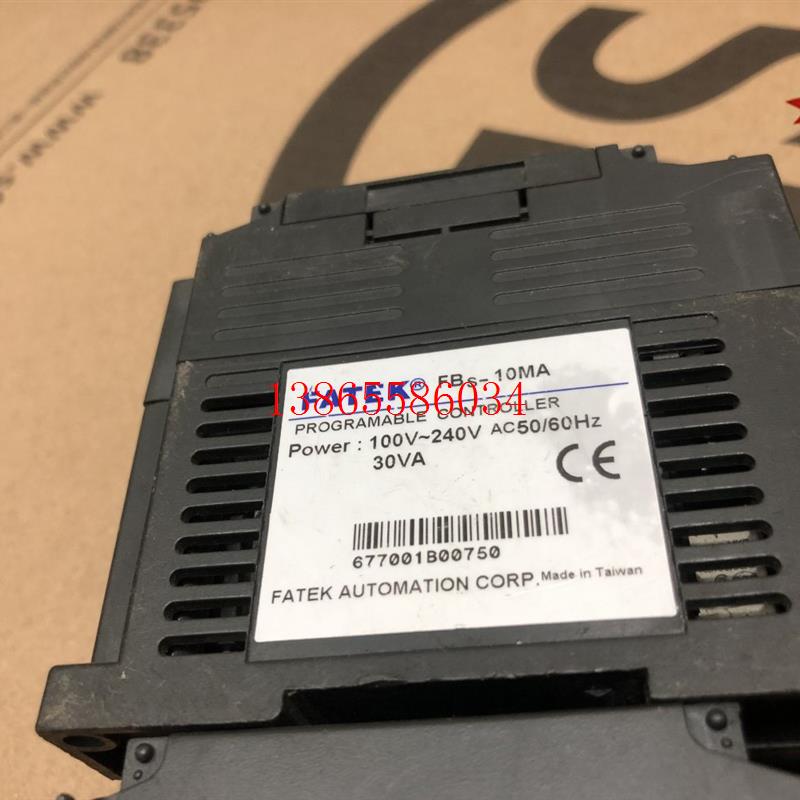 FATEK® FBs-10MA
13865586034
PROGRAMABLE CONTROLLER
Power : 100V~240V AC50/60Hz
30VA
CE
677001B00750
FATEK AUTOMATION CORP. Made in Taiwan